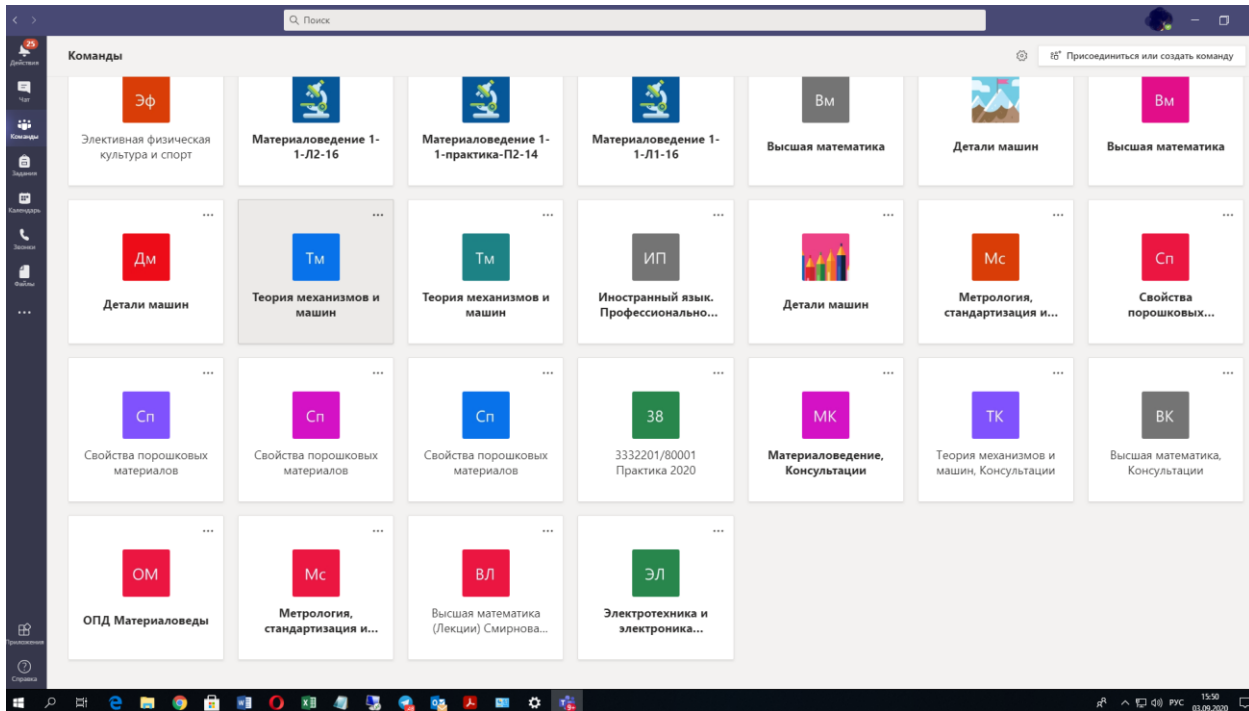 Поиск
25
Действия
Чат
Команды
Задания
Календарь
Звонки
Файлы
Приложения
Справка
Команды
Присоединиться или создать команду
Эф
Элективная физическая
культура и спорт
Материаловедение 1-
1-Л2-16
Материаловедение 1-
1-практика-П2-14
Материаловедение 1-
1-Л1-16
Вм
Высшая математика
Детали машин
Вм
Высшая математика
Дм
Детали машин
Тм
Теория механизмов и
машин
Тм
Теория механизмов и
машин
ИП
Иностранный язык.
Профессионально...
Детали машин
Мс
Метрология,
стандартизация и...
Сп
Свойства
порошковых...
Сп
Свойства порошковых
материалов
Сп
Свойства порошковых
материалов
Сп
Свойства порошковых
материалов
38
3332201/80001
Практика 2020
МК
Материаловедение,
Консультации
ТК
Теория механизмов и
машин, Консультации
ВК
Высшая математика,
Консультации
ОМ
ОПД Материаловеды
Мс
Метрология,
стандартизация и...
ВЛ
Высшая математика
(Лекции) Смирнова...
ЭЛ
Электротехника и
электроника...
РУС
15:50
03.09.2020